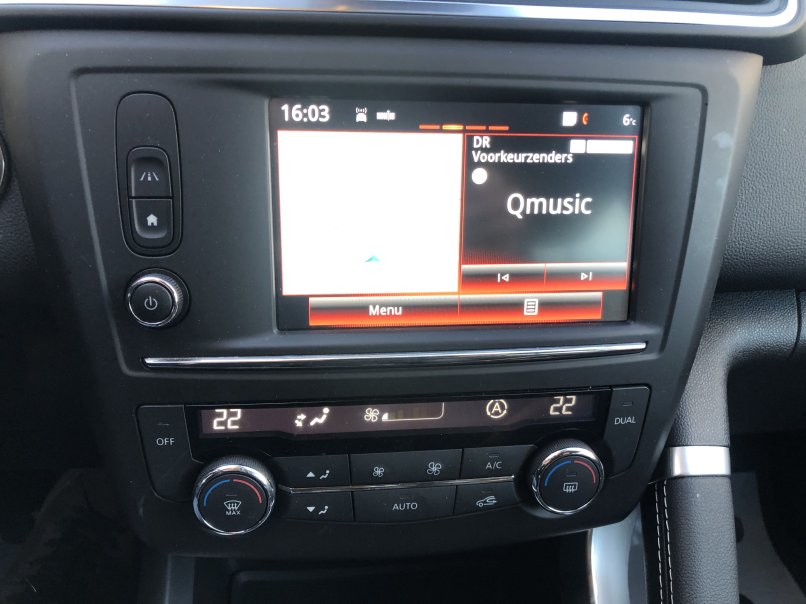 16:03
6°c
DR
Voorkeurzenders
Qmusic
Menu
22
A
22
OFF
DUAL
A/C
MAX
AUTO